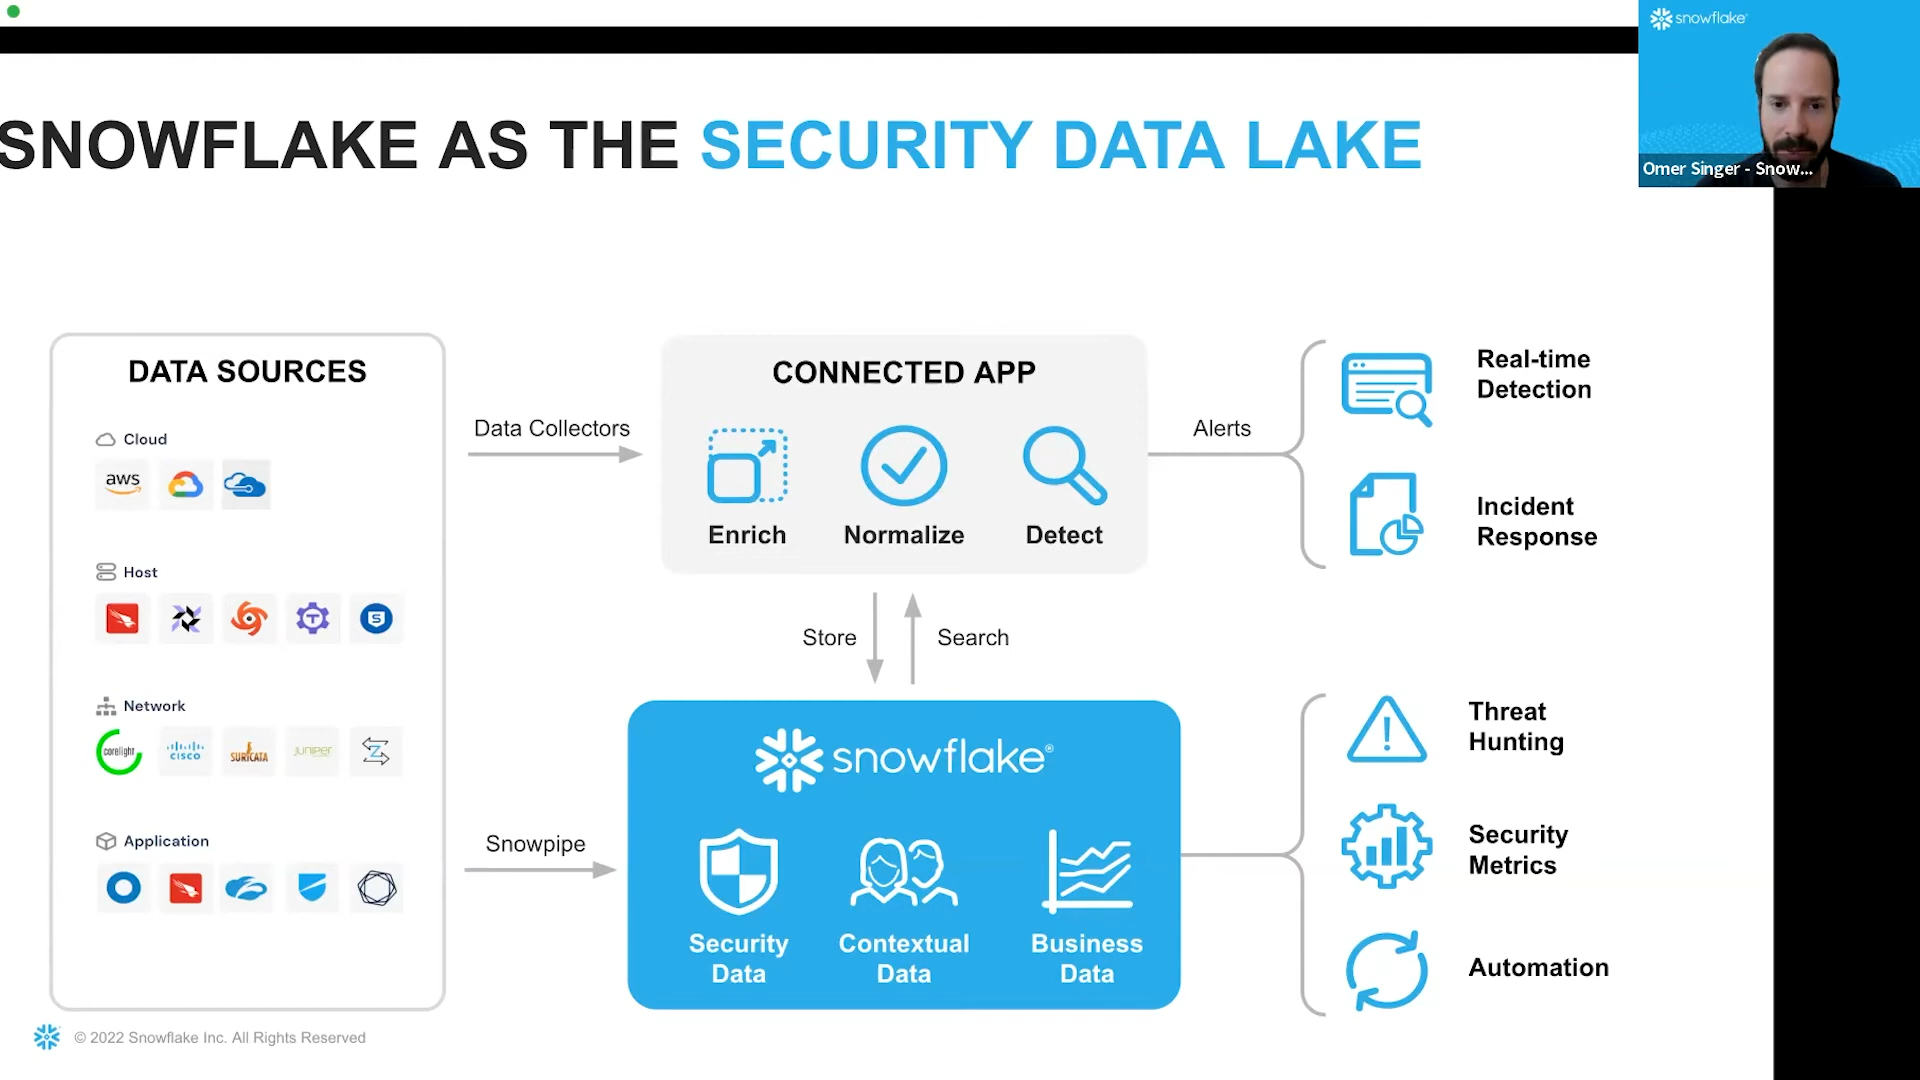 snowflake®
Omer Singer - Snow...
SNOWFLAKE AS THE SECURITY DATA LAKE
DATA SOURCES
Cloud
aws
Host
Network
corelight
CISCO
SURICATA
JUNIPER
Application
Data Collectors
Snowpipe
CONNECTED APP
Enrich
Normalize
Detect
Store
Search
snowflake®
Security
Data
Contextual
Data
Business
Data
Alerts
Real-time
Detection
Incident
Response
Threat
Hunting
Security
Metrics
Automation
© 2022 Snowflake Inc. All Rights Reserved